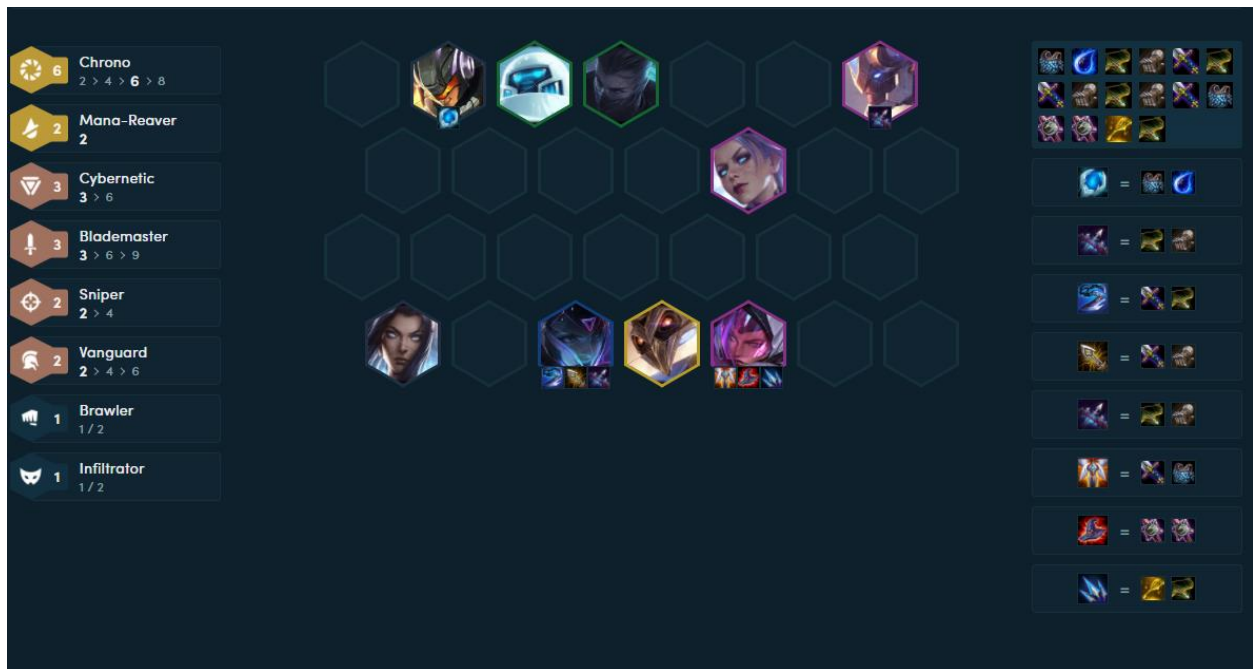 6 Chrono
2 > 4 > 6 > 8
2 Mana-Reaver
2
3 Cybernetic
3 > 6
3 Blademaster
3 > 6 > 9
2 Sniper
2 > 4
2 Vanguard
2 > 4 > 6
1 Brawler
1 / 2
1 Infiltrator
1 / 2
=
=
=
=
=
=
=
=